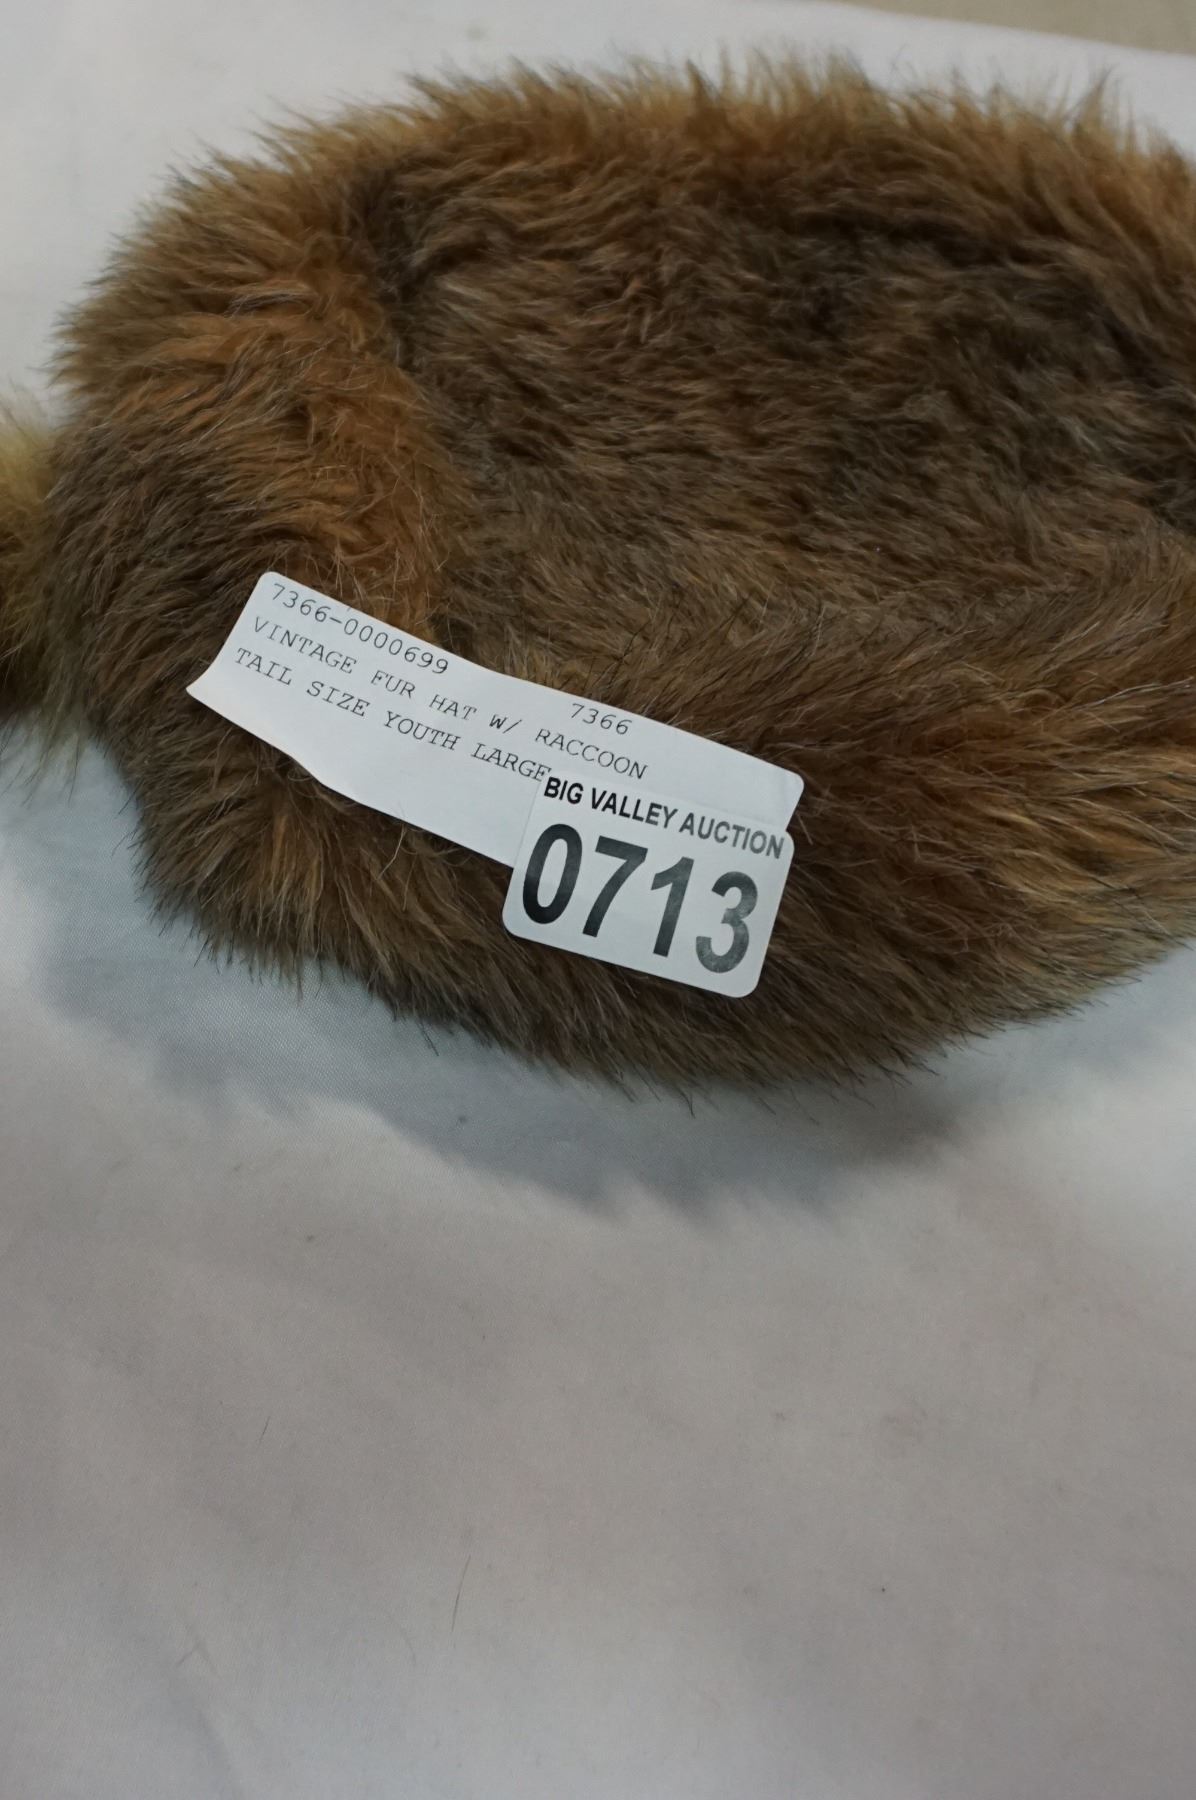 7366-0000699
7366
VINTAGE FUR HAT W/ RACCOON
TAIL SIZE YOUTH LARGE
BIG VALLEY AUCTION
0713